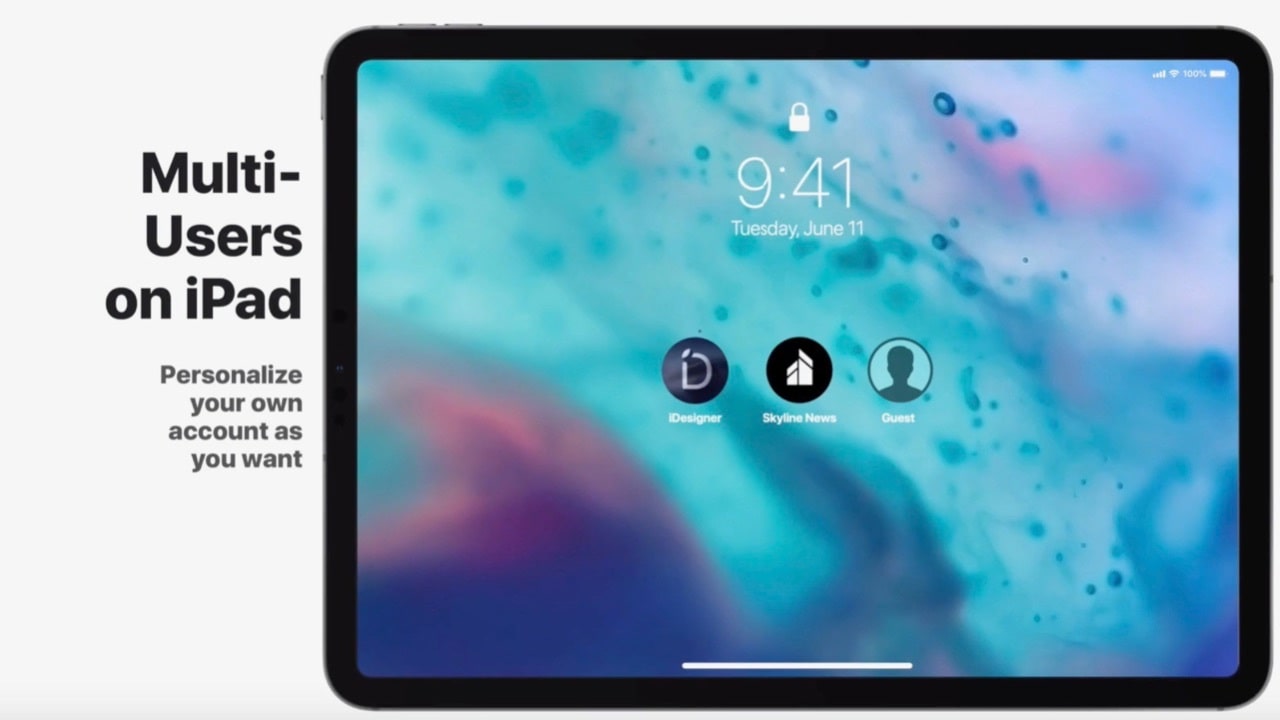 Multi-
Users
on iPad
Personalize
your own
account as
you want
100%
9:41
Tuesday, June 11
iDesigner
Skyline News
Guest